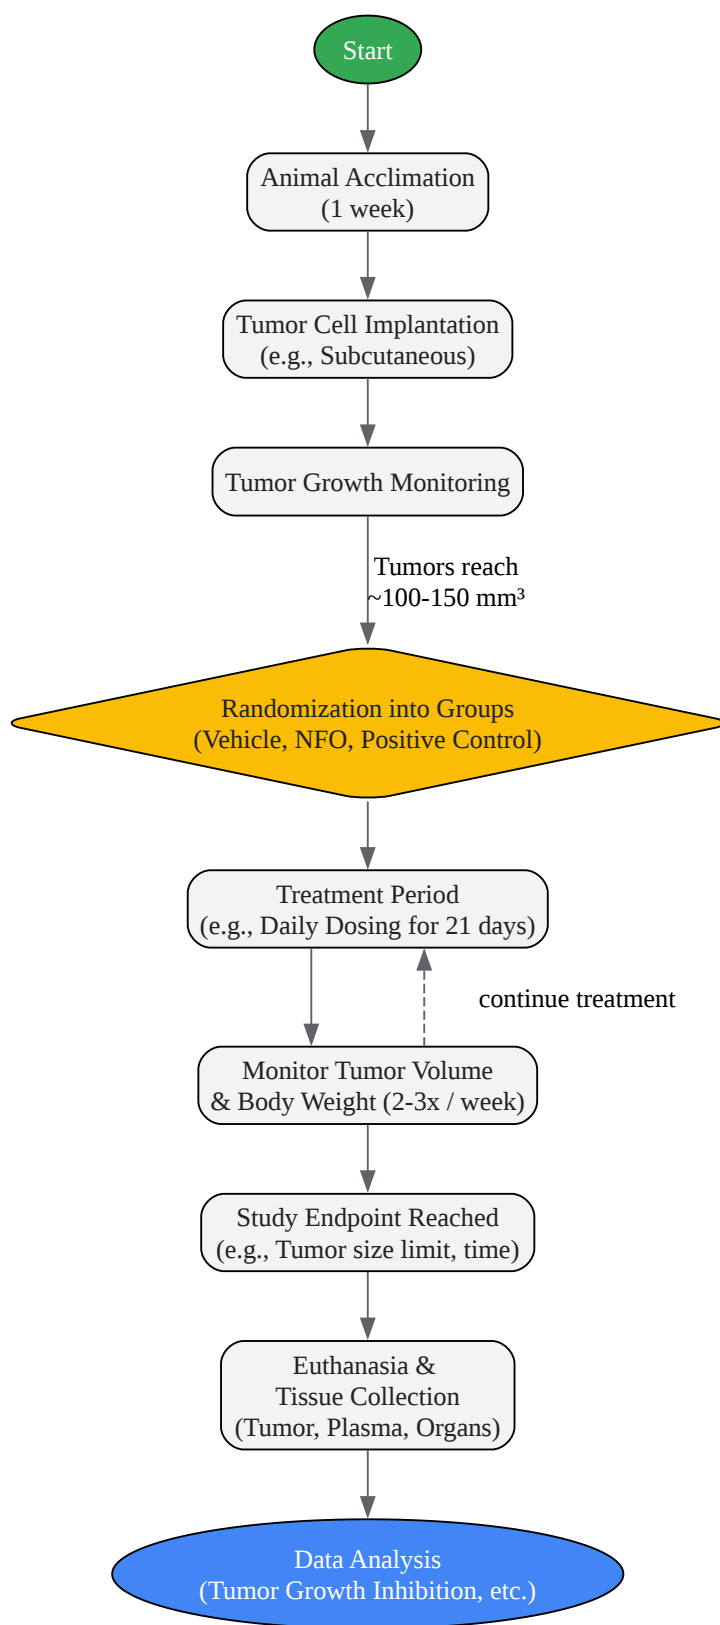 Start
Animal Acclimation
(1 week)
Tumor Cell Implantation
(e.g., Subcutaneous)
Tumor Growth Monitoring
Tumors reach
~100-150 mm³
Randomization into Groups
(Vehicle, NFO, Positive Control)
Treatment Period
(e.g., Daily Dosing for 21 days)
continue treatment
Monitor Tumor Volume
& Body Weight (2-3x / week)
Study Endpoint Reached
(e.g., Tumor size limit, time)
Euthanasia &
Tissue Collection
(Tumor, Plasma, Organs)
Data Analysis
(Tumor Growth Inhibition, etc.)